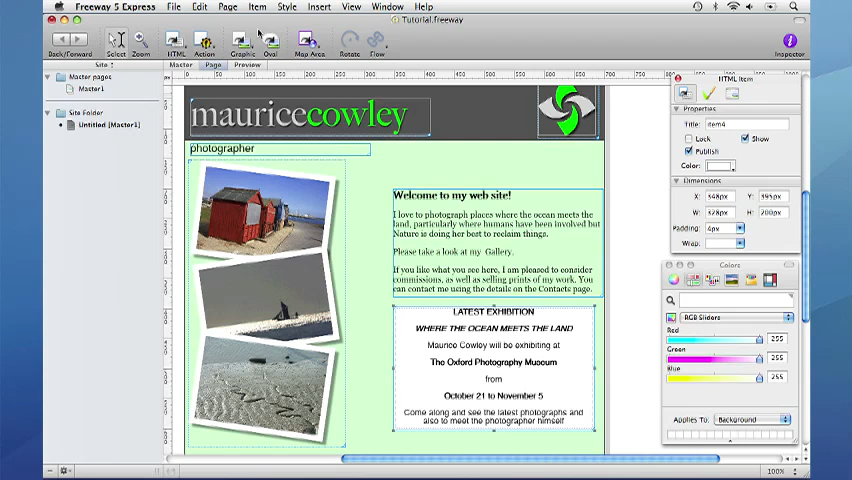 Freeway 5 Express File Edit Page Item Style Insert View Window Help
Tutorial.freeway
Back/Forward Select Zoom HTML Action Graphic Oval Map Area Rotate Flow Inspector
Site Master Page Preview
Master pages
Master1
Site Folder
Untitled [Master1]
mauricecowley
photographer
Welcome to my web site!
I love to photograph places where the ocean meets the
land, particularly where humans have been involved but
Nature is doing her best to reclaim things.
Please take a look at my Gallery.
If you like what you see here, I am pleased to consider
commissions, as well as selling prints of my work. You
can contact me using the details on the Contacts page.
LATEST EXHIBITION
WHERE THE OCEAN MEETS THE LAND
Maurice Cowley will be exhibiting at
The Oxford Photography Museum
from
October 21 to November 5
Come along and see the latest photographs and
also to meet the photographer himself
HTML Item
Properties
Title: item4
Lock Show
Publish
Color:
Dimensions
X: 548px Y: 395px
W: 328px H: 200px
Padding: 4px
Wrap:
Colors
RGB Sliders
Red
255
Green
255
Blue
255
Applies To: Background
100%